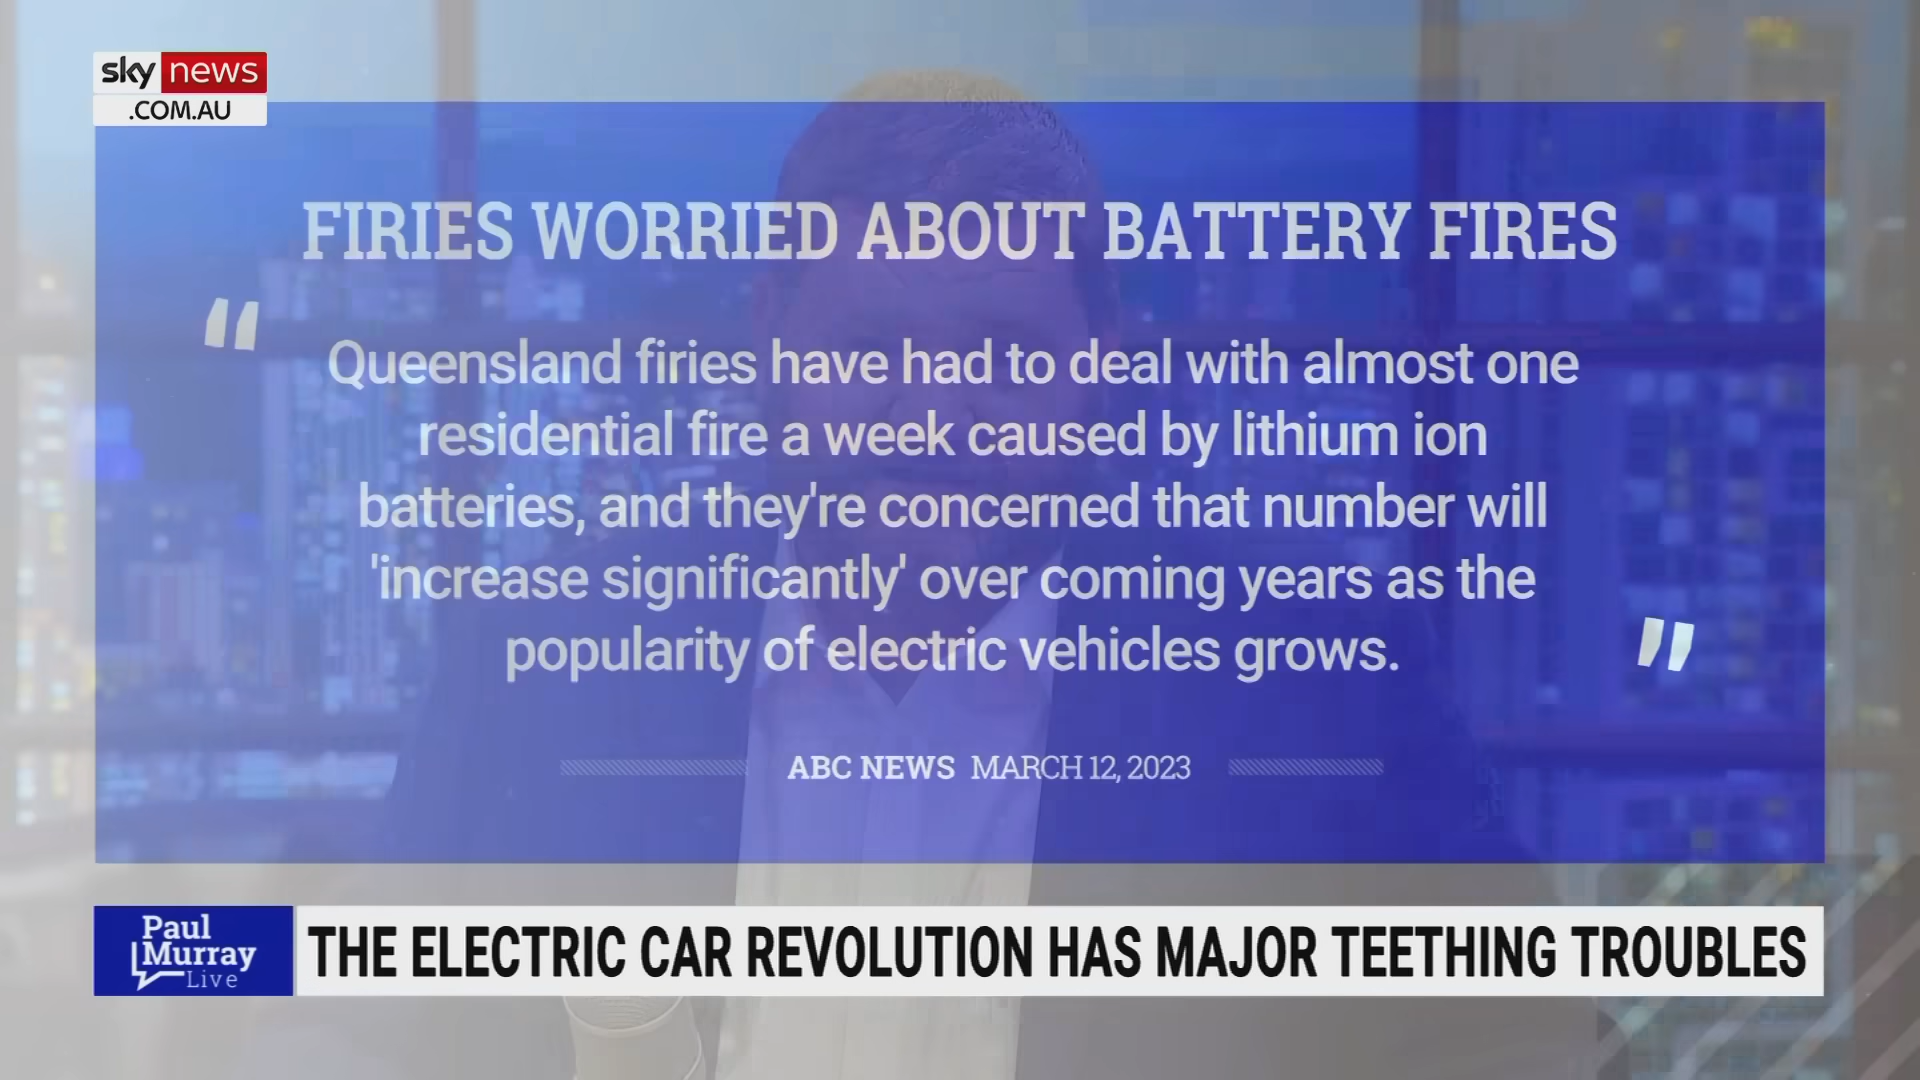 sky news
.COM.AU
FIRIES WORRIED ABOUT BATTERY FIRES
"
Queensland firies have had to deal with almost one
residential fire a week caused by lithium ion
batteries, and they're concerned that number will
'increase significantly' over coming years as the
popularity of electric vehicles grows.
"
ABC NEWS MARCH 12, 2023
Paul
Murray
Live
THE ELECTRIC CAR REVOLUTION HAS MAJOR TEETHING TROUBLES